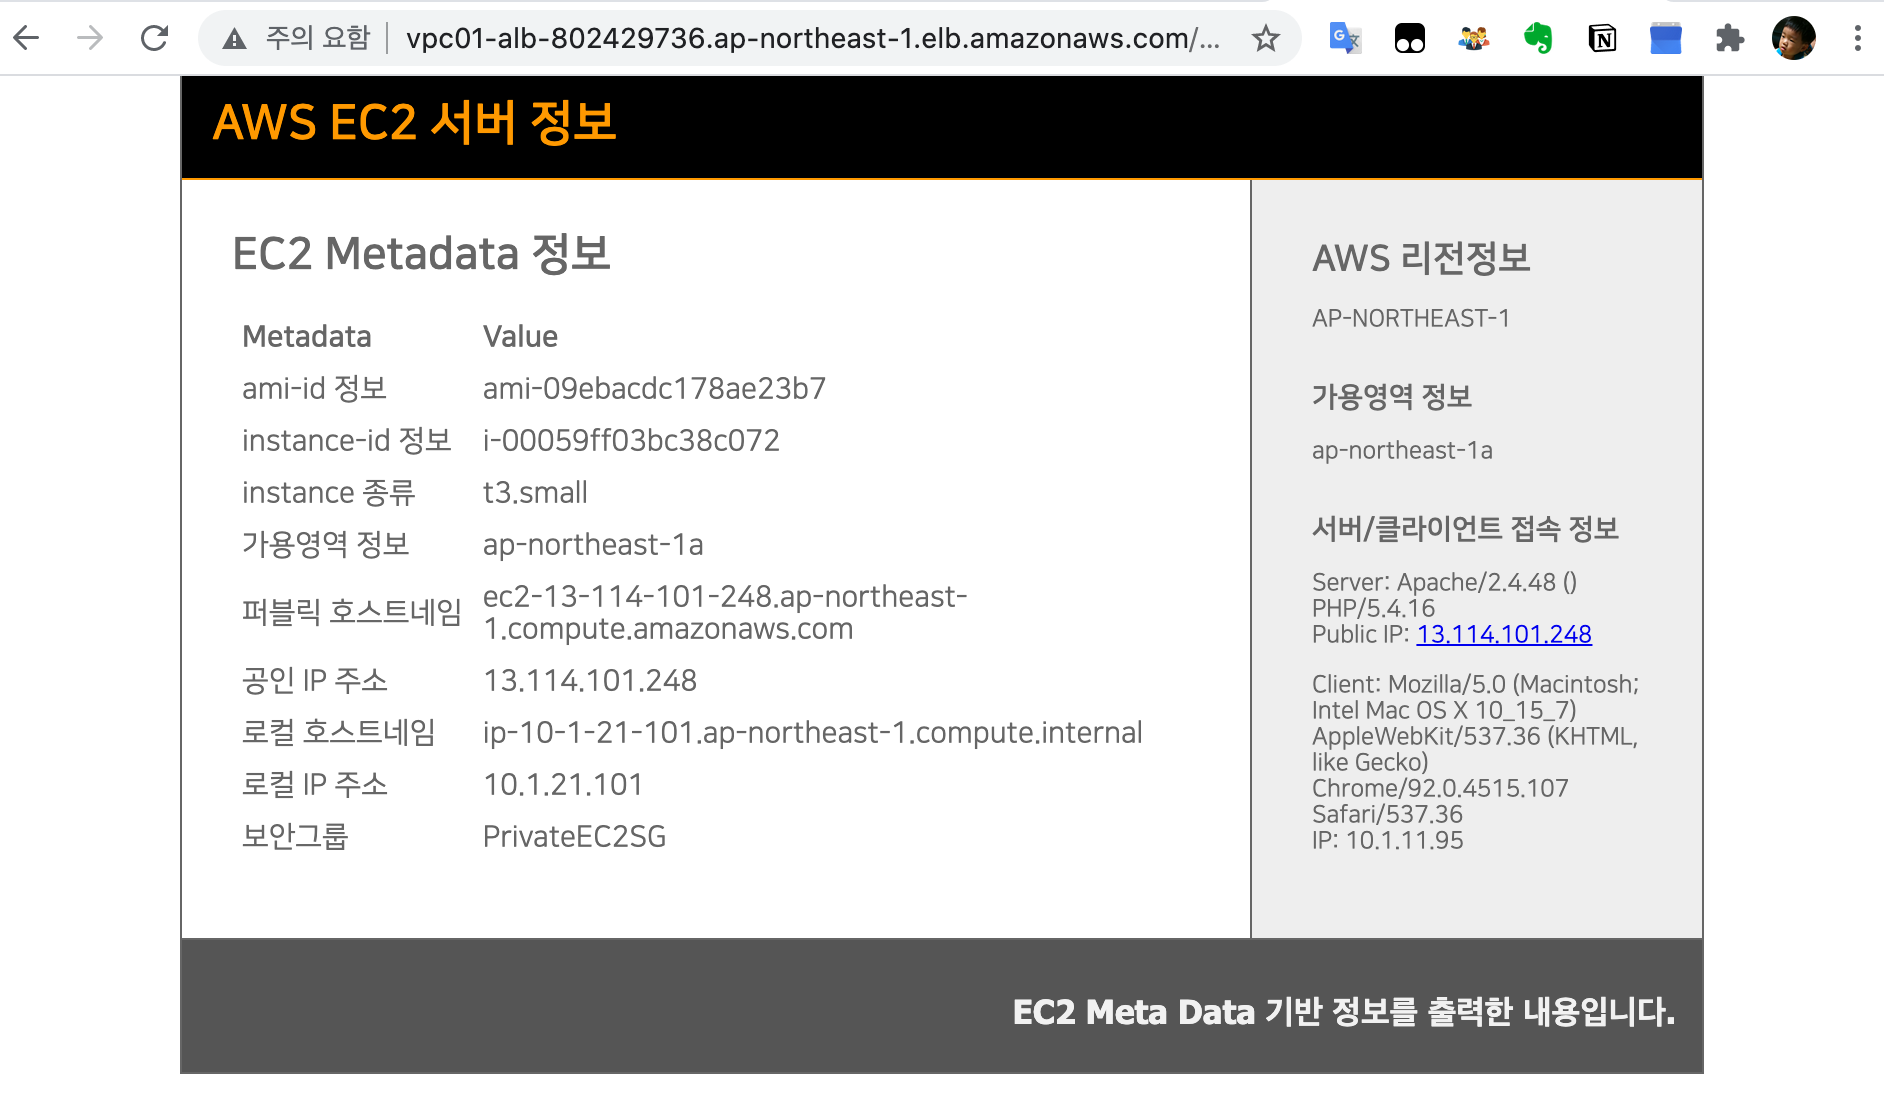 주의 요함
vpc01-alb-802429736.ap-northeast-1.elb.amazonaws.com/...
AWS EC2 서버 정보
EC2 Metadata 정보
Metadata Value
ami-id 정보 ami-09ebacdc178ae23b7
instance-id 정보 i-00059ff03bc38c072
instance 종류 t3.small
가용영역 정보 ap-northeast-1a
퍼블릭 호스트네임 ec2-13-114-101-248.ap-northeast-
1.compute.amazonaws.com
공인 IP 주소 13.114.101.248
로컬 호스트네임 ip-10-1-21-101.ap-northeast-1.compute.internal
로컬 IP 주소 10.1.21.101
보안그룹 PrivateEC2SG
AWS 리전정보
AP-NORTHEAST-1
가용영역 정보
ap-northeast-1a
서버/클라이언트 접속 정보
Server: Apache/2.4.48 ()
PHP/5.4.16
Public IP: 13.114.101.248
Client: Mozilla/5.0 (Macintosh;
Intel Mac OS X 10_15_7)
AppleWebKit/537.36 (KHTML,
like Gecko)
Chrome/92.0.4515.107
Safari/537.36
IP: 10.1.11.95
EC2 Meta Data 기반 정보를 출력한 내용입니다.